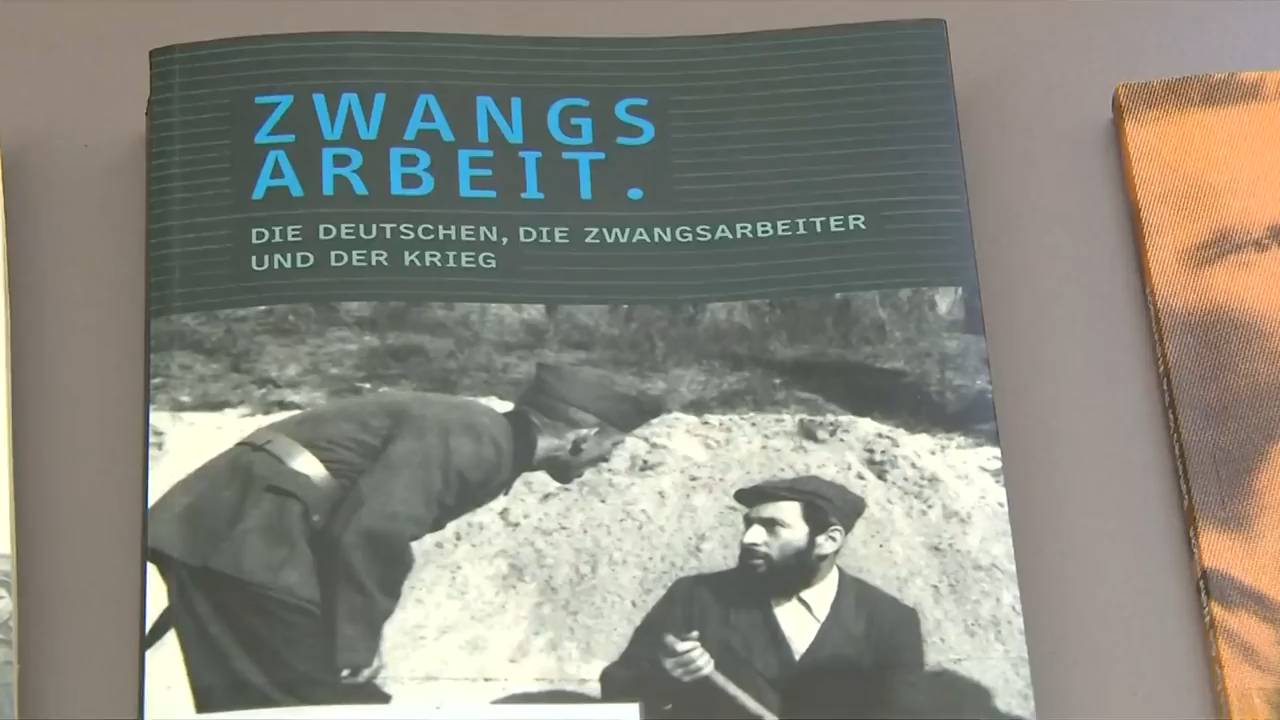 ZWANGS
ARBEIT.
DIE DEUTSCHEN, DIE ZWANGSARBEITER
UND DER KRIEG